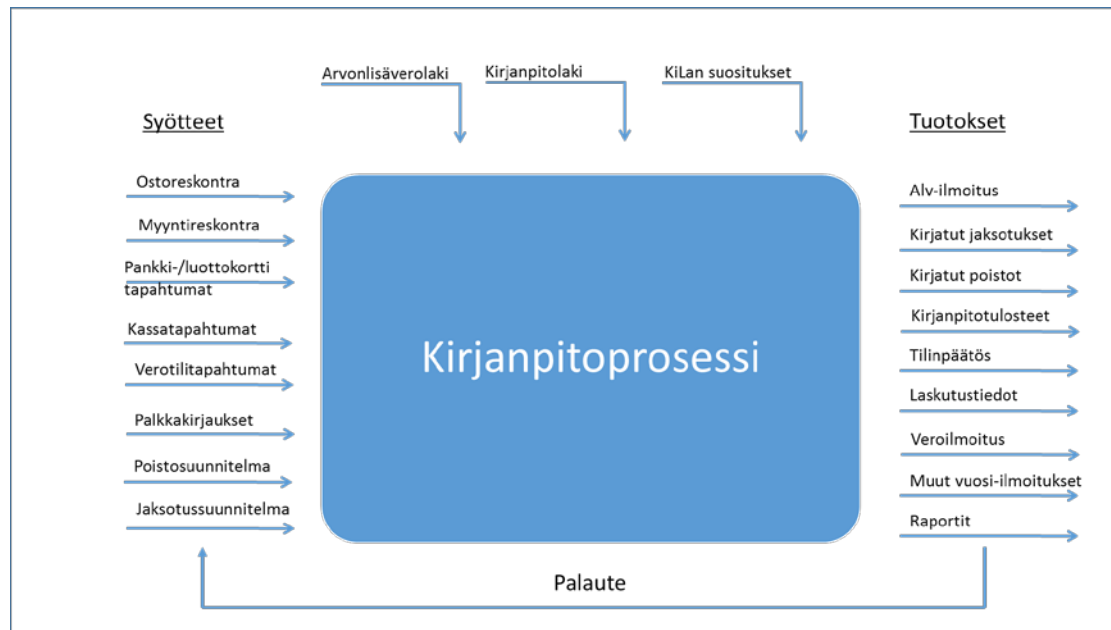 Arvonlisäverolaki
Kirjanpitolaki
KiLan suositukset
Syötteet
Tuotokset
Ostoreskontra
Myyntireskontra
Pankki-/luottokortti
tapahtumat
Kassatapahtumat
Verotilitapahtumat
Palkkakirjaukset
Poistosuunnitelma
Jaksotussuunnitelma
Kirjanpitoprosessi
Alv-ilmoitus
Kirjatut jaksotukset
Kirjatut poistot
Kirjanpitotulosteet
Tilinpäätös
Laskutustiedot
Veroilmoitus
Muut vuosi-ilmoitukset
Raportit
Palaute